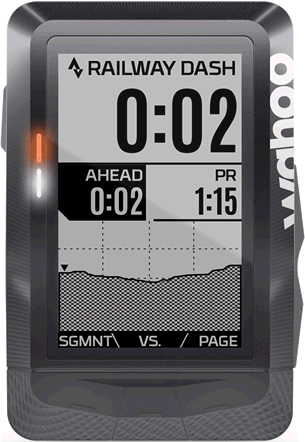 RAILWAY DASH
0:02
AHEAD
0:02
PR
1:15
SGMNT VS. PAGE
wahoo